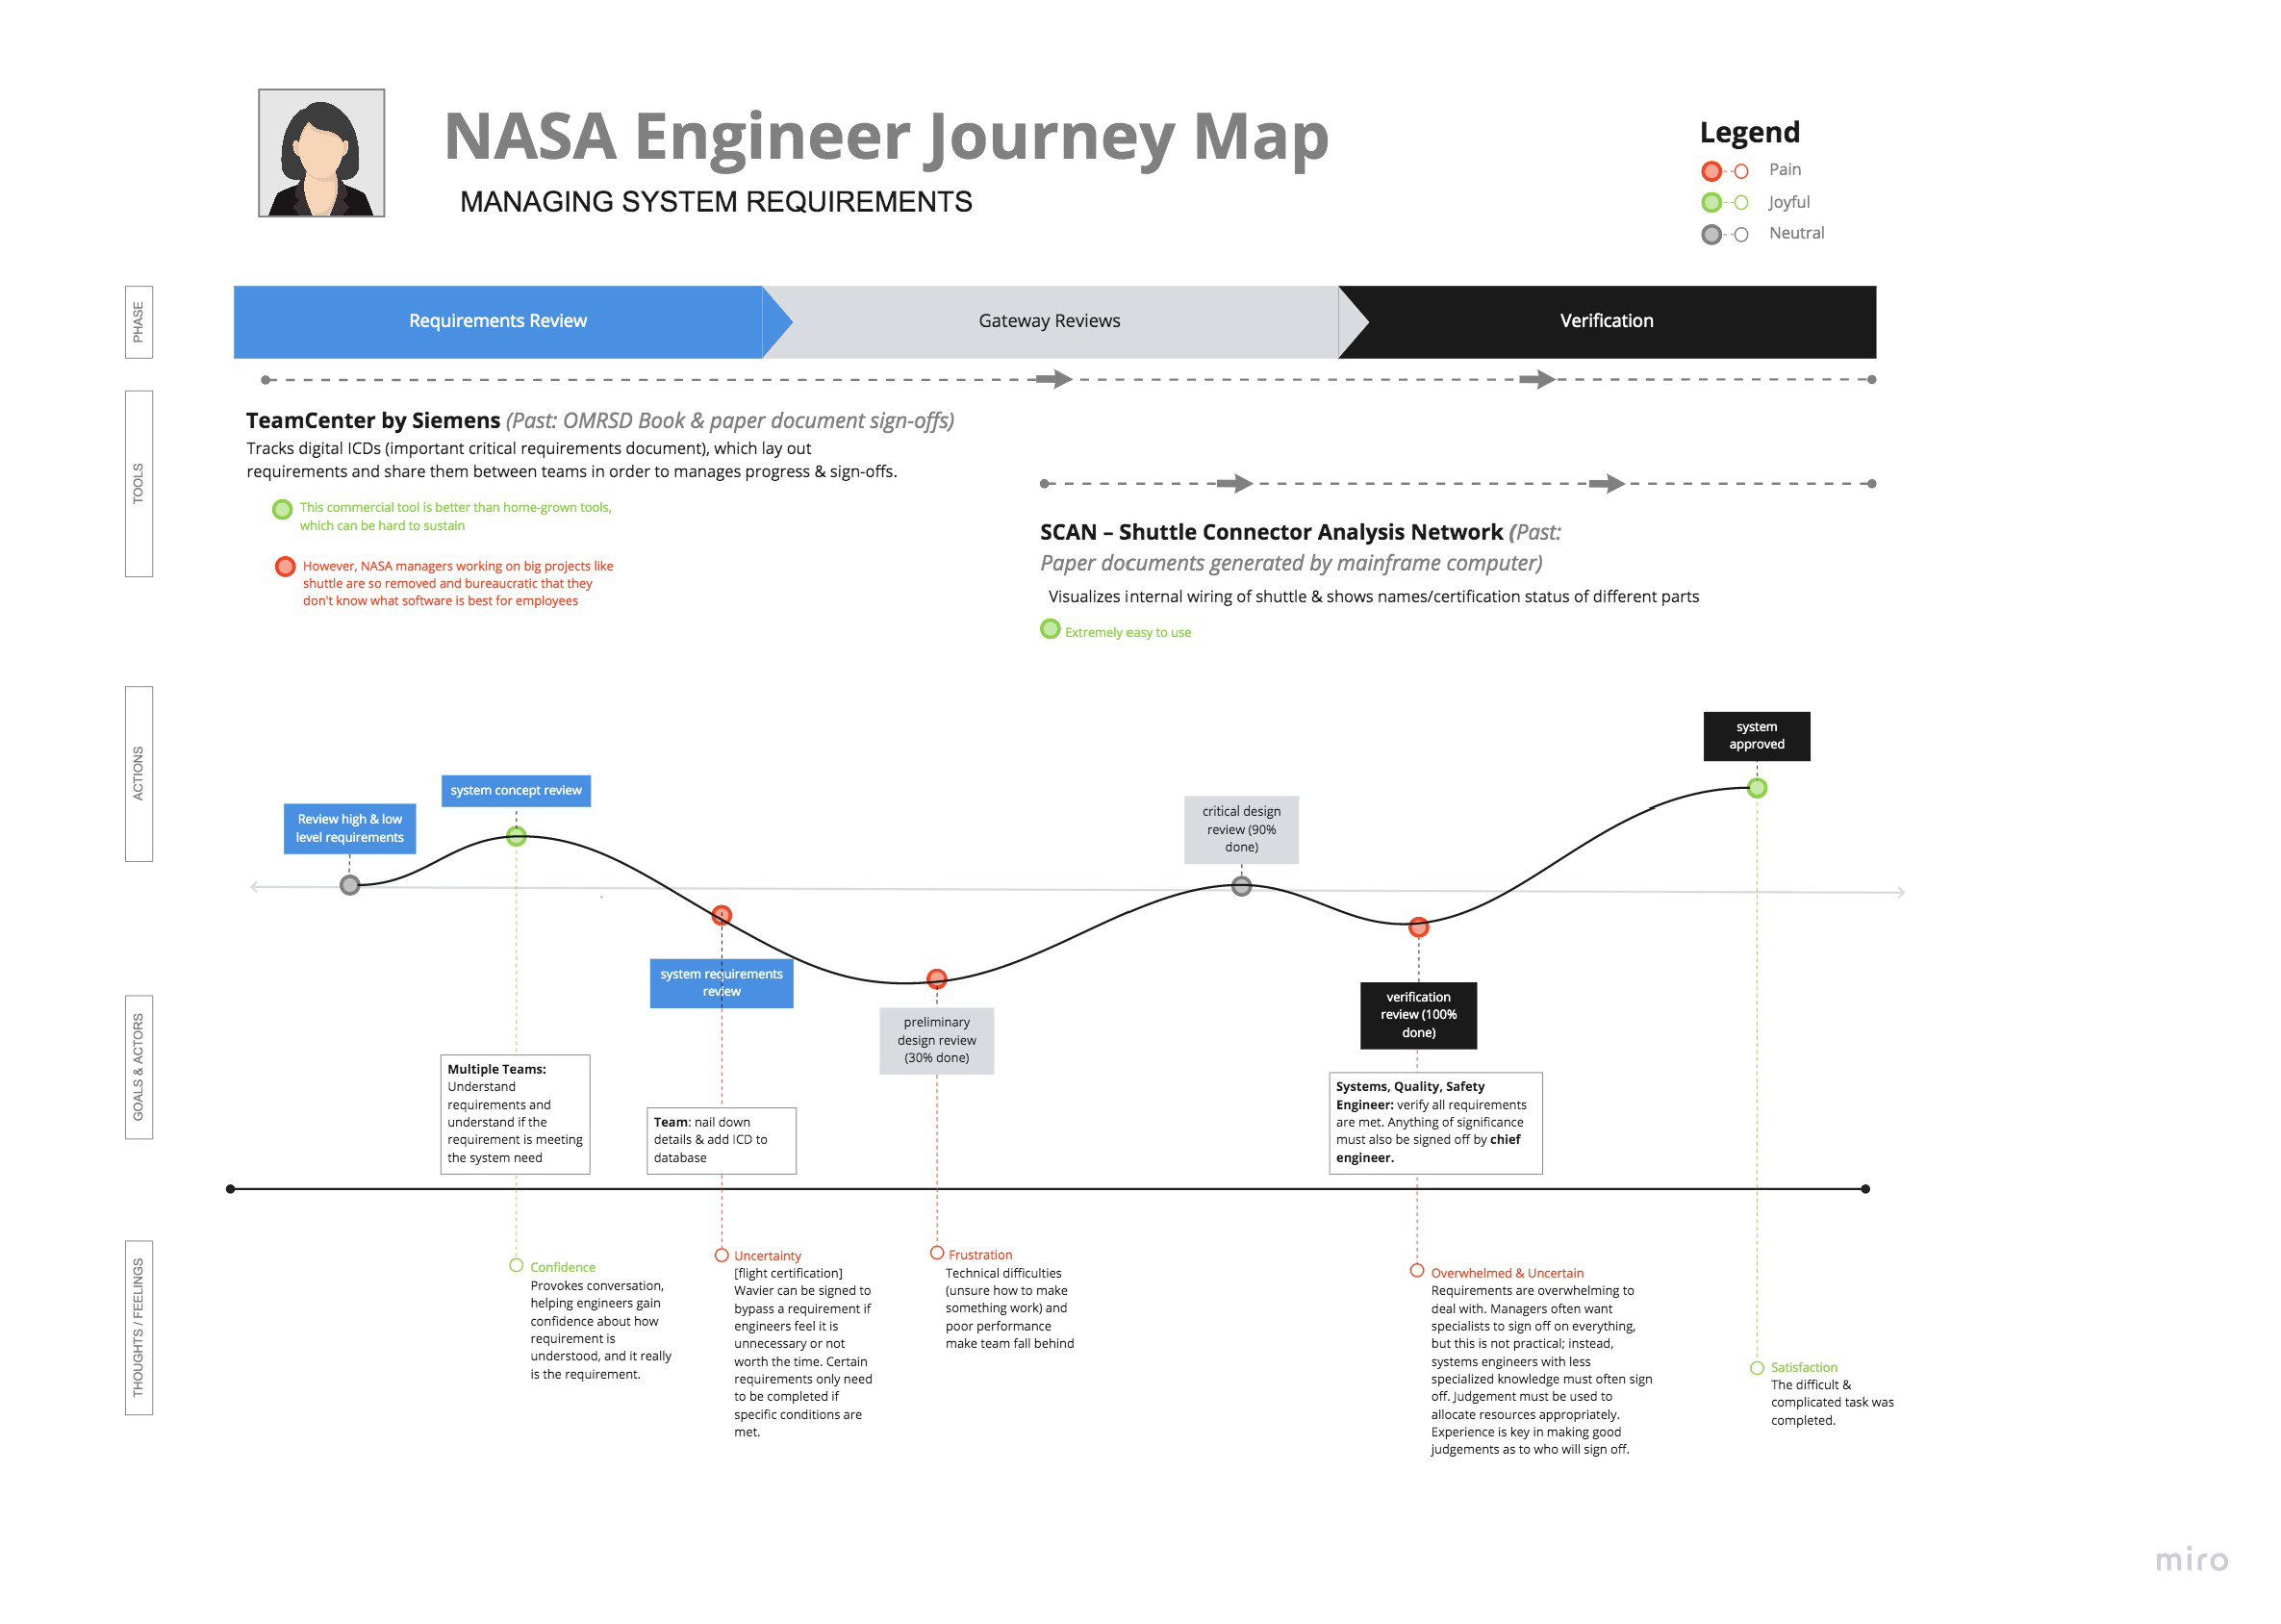 NASA Engineer Journey Map
MANAGING SYSTEM REQUIREMENTS
Legend
Pain
Joyful
Neutral
PHASE
Requirements Review
Gateway Reviews
Verification
TOOLS
TeamCenter by Siemens (Past: OMRSD Book & paper document sign-offs)
Tracks digital ICDs (important critical requirements document), which lay out
requirements and share them between teams in order to manages progress & sign-offs.
This commercial tool is better than home-grown tools,
which can be hard to sustain
However, NASA managers working on big projects like
shuttle are so removed and bureaucratic that they
don't know what software is best for employees
SCAN – Shuttle Connector Analysis Network (Past:
Paper documents generated by mainframe computer)
Visualizes internal wiring of shuttle & shows names/certification status of different parts
Extremely easy to use
ACTIONS
Review high & low
level requirements
system concept review
system requirements
review
preliminary
design review
(30% done)
critical design
review (90%
done)
verification
review (100%
done)
system
approved
GOALS & ACTORS
Multiple Teams:
Understand
requirements and
understand if the
requirement is meeting
the system need
Team: nail down
details & add ICD to
database
Systems, Quality, Safety
Engineer: verify all requirements
are met. Anything of significance
must also be signed off by chief
engineer.
THOUGHTS / FEELINGS
Confidence
Provokes conversation,
helping engineers gain
confidence about how
requirement is
understood, and it really
is the requirement.
Uncertainty
[flight certification]
Wavier can be signed to
bypass a requirement if
engineers feel it is
unnecessary or not
worth the time. Certain
requirements only need
to be completed if
specific conditions are
met.
Frustration
Technical difficulties
(unsure how to make
something work) and
poor performance
make team fall behind
Overwhelmed & Uncertain
Requirements are overwhelming to
deal with. Managers often want
specialists to sign off on everything,
but this is not practical; instead,
systems engineers with less
specialized knowledge must often sign
off. Judgement must be used to
allocate resources appropriately.
Experience is key in making good
judgements as to who will sign off.
Satisfaction
The difficult &
complicated task was
completed.
miro